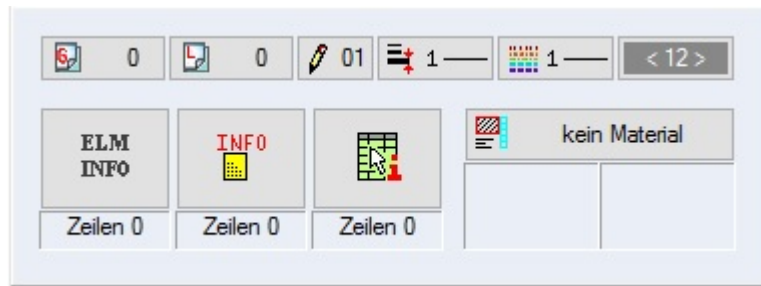 G 0
L 0
01
1
1
< 12 >
ELM
INFO
INFO
kein Material
Zeilen 0
Zeilen 0
Zeilen 0